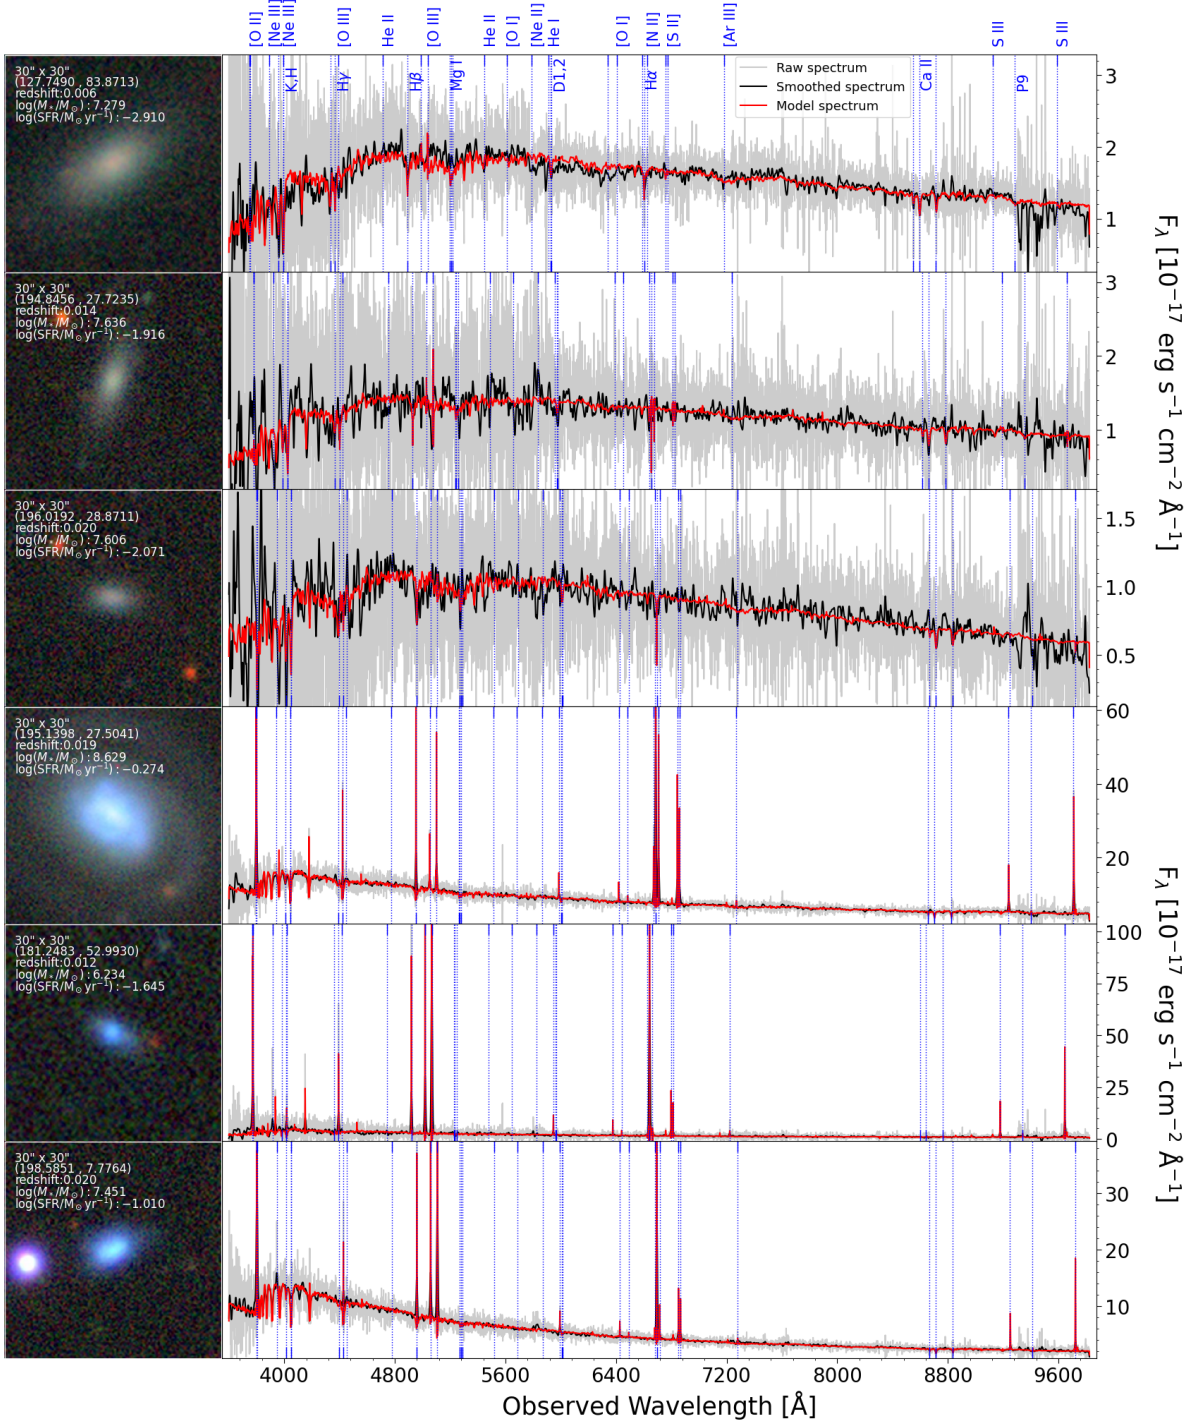 [O II]
[Ne III]
[Ne III]
[O III]
He II
[O III]
He II
[O I]
[Ne II]
He I
[O I]
[N II]
[S II]
[Ar III]
S III
S III
K,H
Hγ
Hβ
Mg I
D1,2
Hα
Ca II
P9
Raw spectrum
Smoothed spectrum
Model spectrum
30" x 30"
(127.7490 , 83.8713)
redshift:0.006
log(M*/M⊙) : 7.279
log(SFR/M⊙yr⁻¹) : −2.910
3
2
1
30" x 30"
(194.8456 , 27.7235)
redshift:0.014
log(M*/M⊙) : 7.636
log(SFR/M⊙yr⁻¹) : −1.916
3
2
1
30" x 30"
(196.0192 , 28.8711)
redshift:0.020
log(M*/M⊙) : 7.606
log(SFR/M⊙yr⁻¹) : −2.071
1.5
1.0
0.5
30" x 30"
(195.1398 , 27.5041)
redshift:0.019
log(M*/M⊙) : 8.629
log(SFR/M⊙yr⁻¹) : −0.274
60
40
20
30" x 30"
(181.2483 , 52.9930)
redshift:0.012
log(M*/M⊙) : 6.234
log(SFR/M⊙yr⁻¹) : −1.645
100
75
50
25
0
30" x 30"
(198.5851 , 7.7764)
redshift:0.020
log(M*/M⊙) : 7.451
log(SFR/M⊙yr⁻¹) : −1.010
30
20
10
Fλ [10⁻¹⁷ erg s⁻¹ cm⁻² Å⁻¹]
Fλ [10⁻¹⁷ erg s⁻¹ cm⁻² Å⁻¹]
4000 4800 5600 6400 7200 8000 8800 9600
Observed Wavelength [Å]